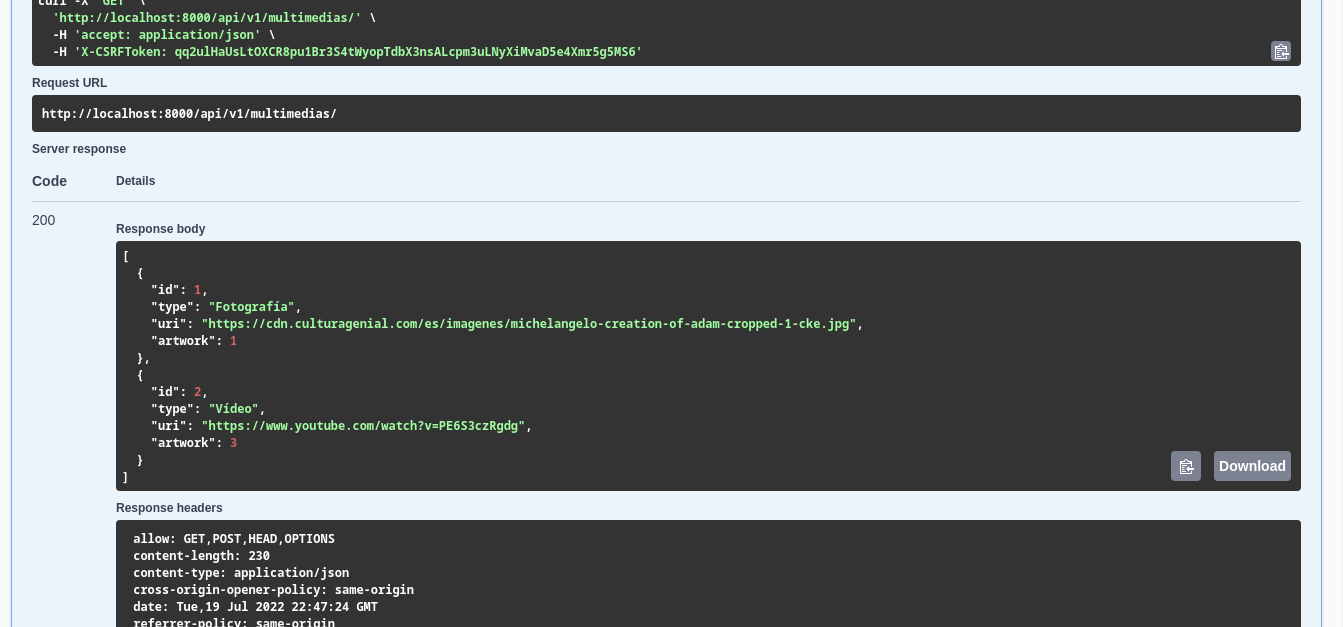 curl -X 'GET' \
'http://localhost:8000/api/v1/multimedias/' \
-H 'accept: application/json' \
-H 'X-CSRFToken: qq2ulHaUsLtOXCR8pu1Br3S4tWyopTdbX3nsALcpm3uLNyXiMvaD5e4Xmr5g5MS6'
Request URL
http://localhost:8000/api/v1/multimedias/
Server response
Code Details
200
Response body
[
{
"id": 1,
"type": "Fotografía",
"uri": "https://cdn.culturagenial.com/es/imagenes/michelangelo-creation-of-adam-cropped-1-cke.jpg",
"artwork": 1
},
{
"id": 2,
"type": "Vídeo",
"uri": "https://www.youtube.com/watch?v=PE6S3czRgdg",
"artwork": 3
}
]
Download
Response headers
allow: GET,POST,HEAD,OPTIONS
content-length: 230
content-type: application/json
cross-origin-opener-policy: same-origin
date: Tue,19 Jul 2022 22:47:24 GMT
referrer-policy: same-origin